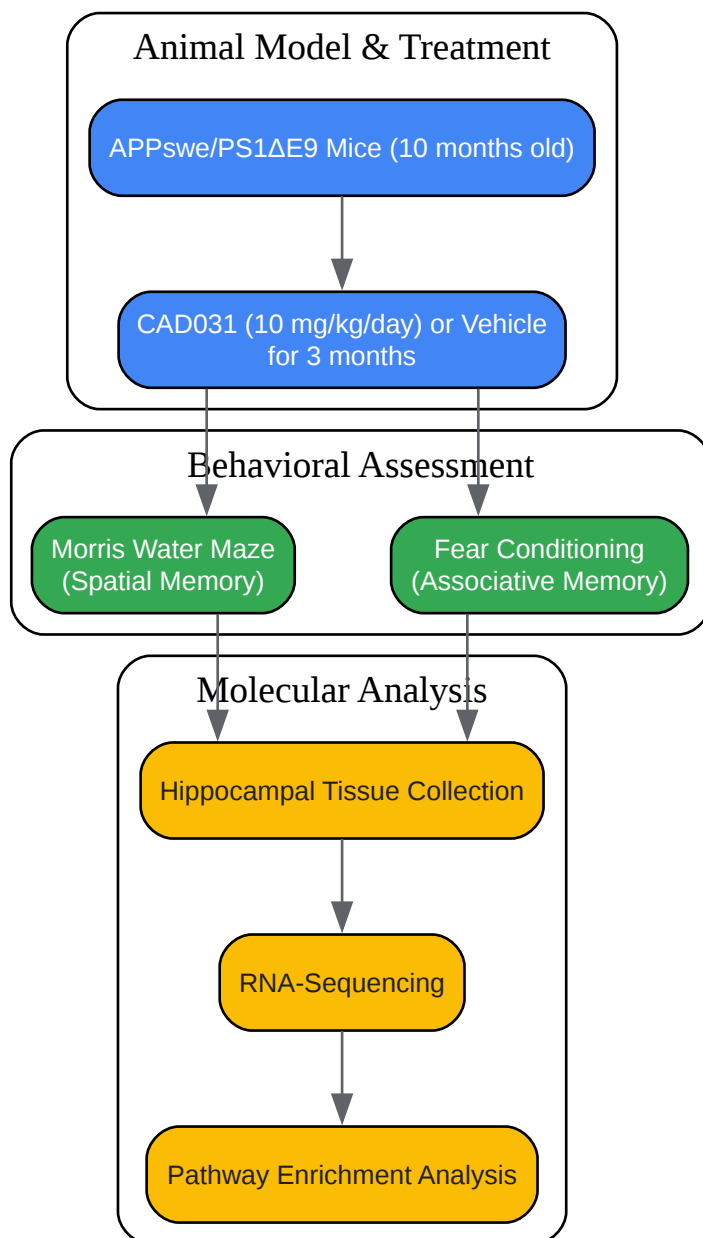 Animal Model & Treatment
APPswe/PS1ΔE9 Mice (10 months old)
CAD031 (10 mg/kg/day) or Vehicle
for 3 months
Behavioral Assessment
Morris Water Maze
(Spatial Memory)
Fear Conditioning
(Associative Memory)
Molecular Analysis
Hippocampal Tissue Collection
RNA-Sequencing
Pathway Enrichment Analysis